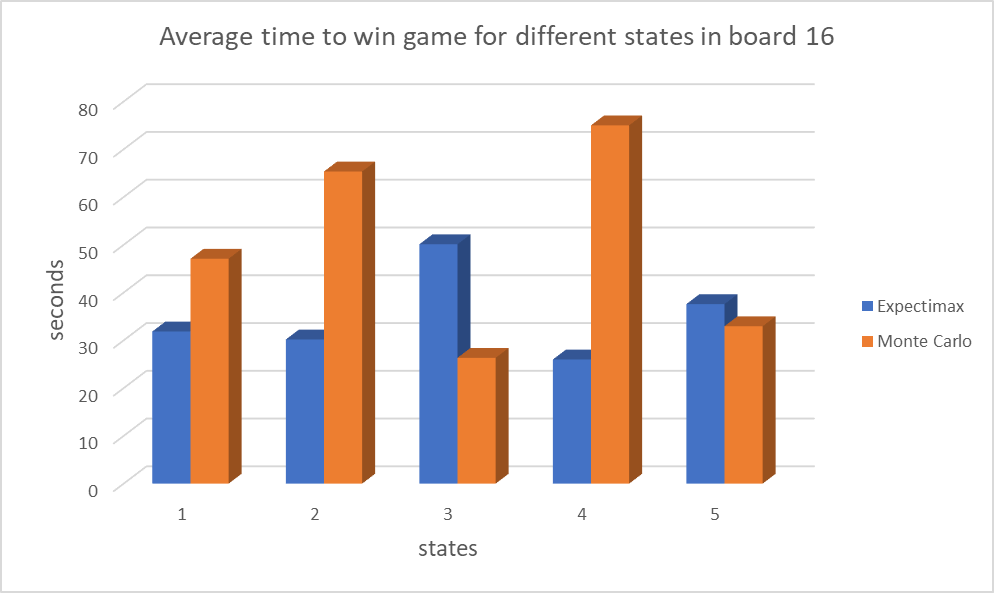 Average time to win game for different states in board 16
80
70
60
50
40
30
20
10
0
seconds
1 2 3 4 5
states
Expectimax
Monte Carlo